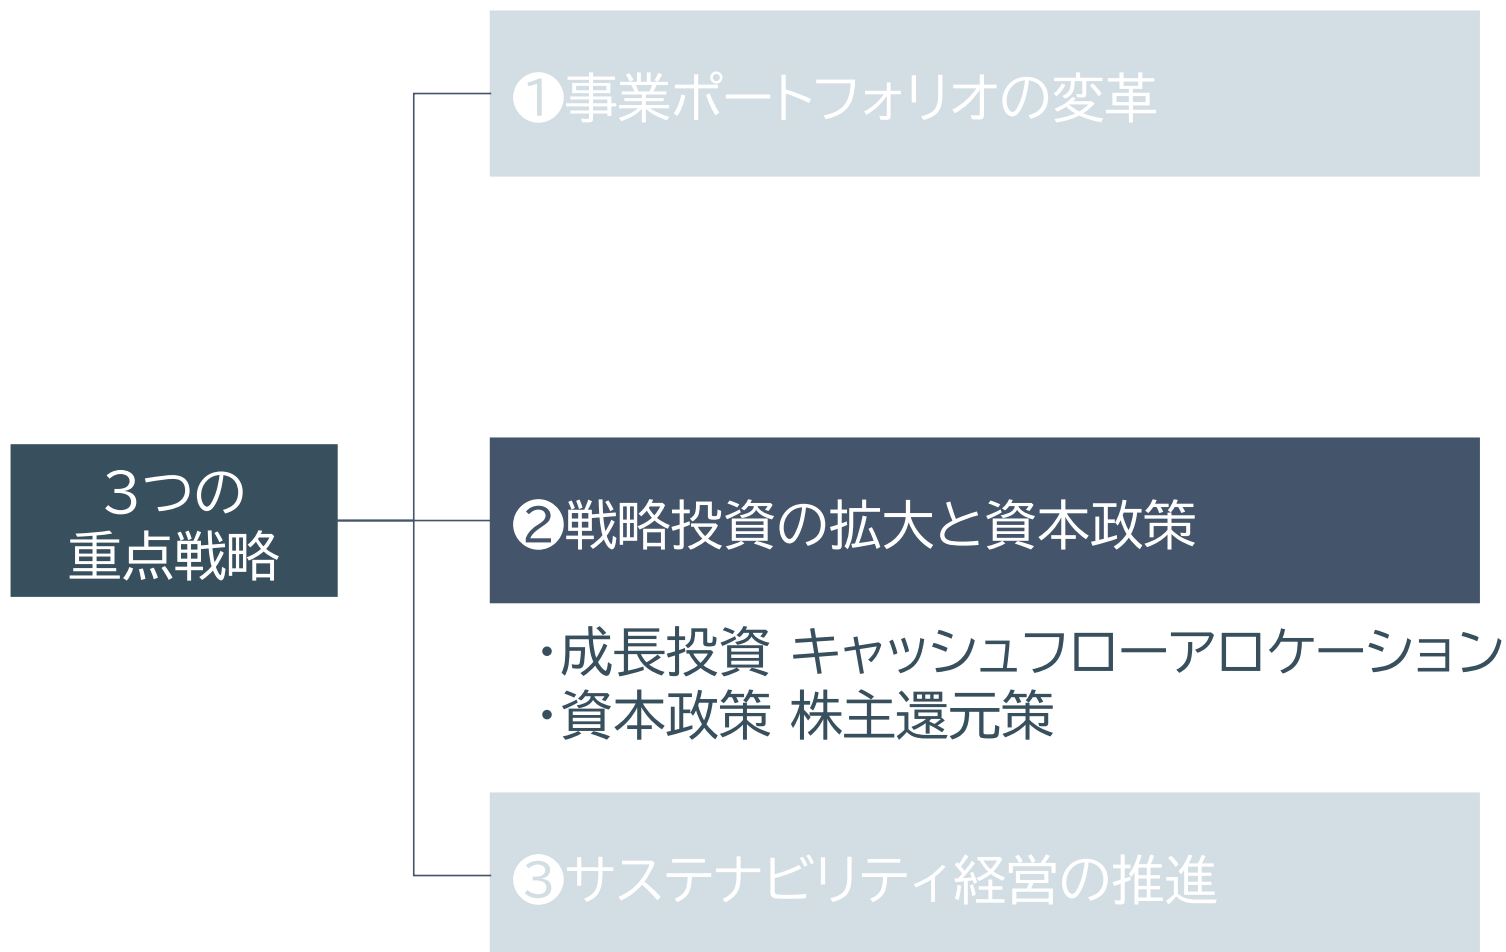 ❶事業ポートフォリオの変革
3つの
重点戦略
❷戦略投資の拡大と資本政策
・成長投資 キャッシュフローアロケーション
・資本政策 株主還元策
❸サステナビリティ経営の推進